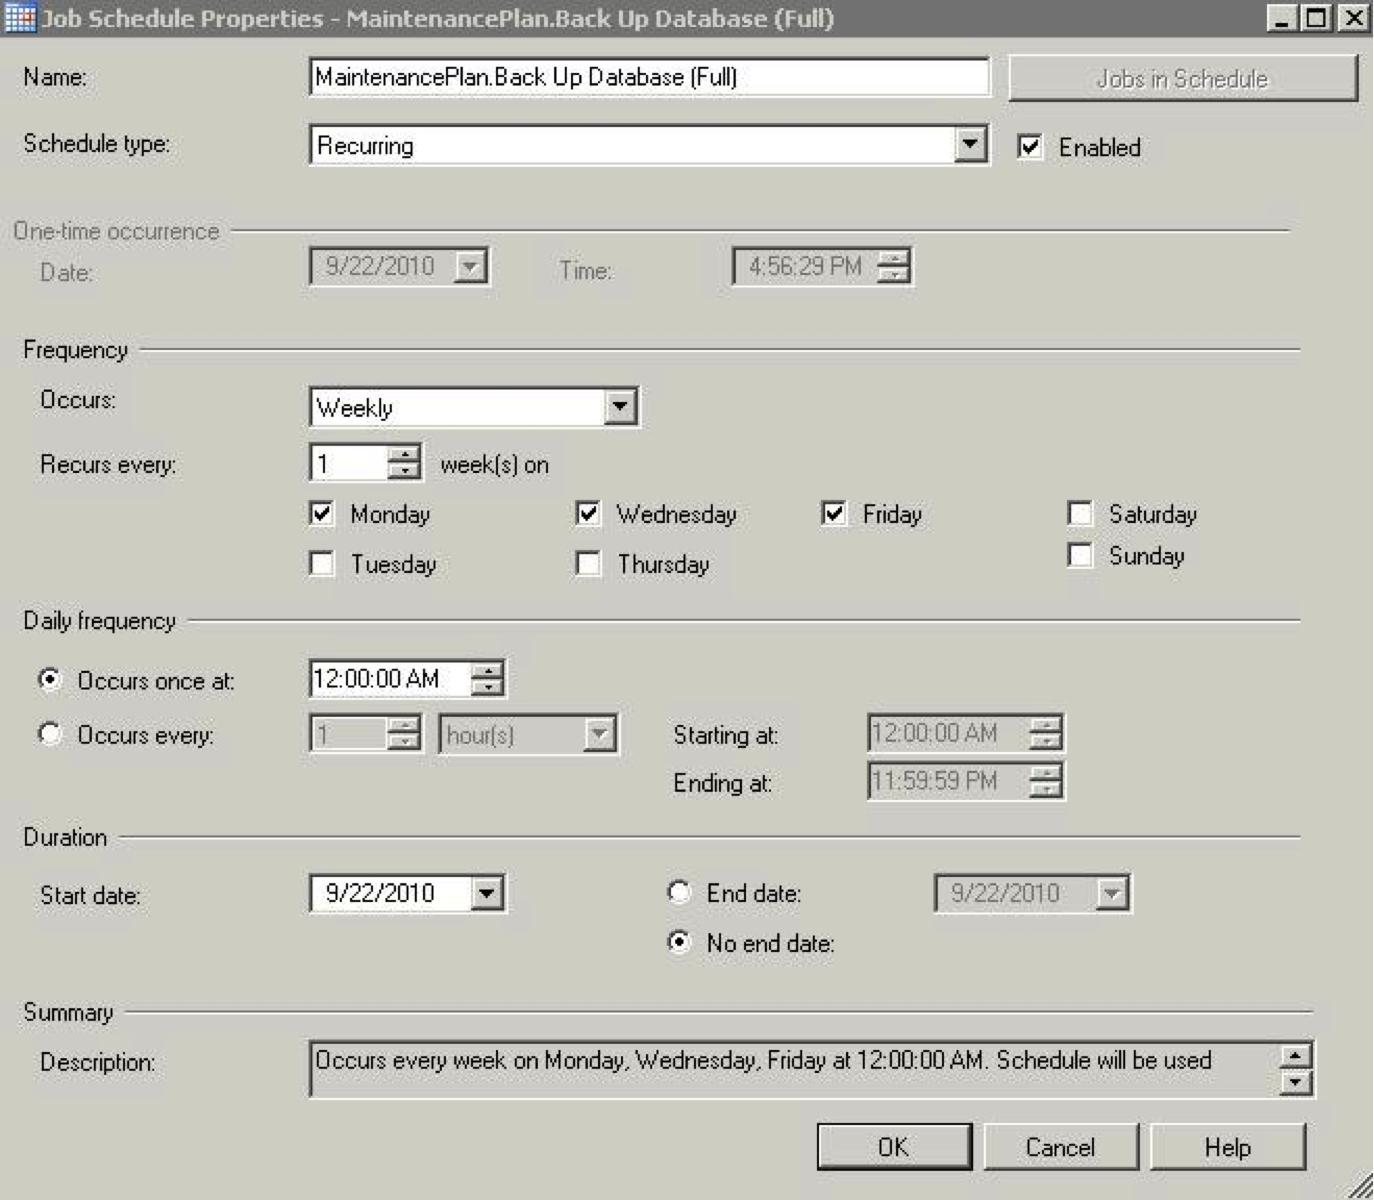 Job Schedule Properties - MaintenancePlan.Back Up Database (Full)
Name: MaintenancePlan.Back Up Database (Full) Jobs in Schedule
Schedule type: Recurring Enabled
One-time occurrence
Date: 9/22/2010 Time: 4:56:29 PM
Frequency
Occurs: Weekly
Recurs every: 1 week(s) on
Monday Wednesday Friday Saturday
Tuesday Thursday Sunday
Daily frequency
Occurs once at: 12:00:00 AM
Occurs every: 1 hour(s) Starting at: 12:00:00 AM
Ending at: 11:59:59 PM
Duration
Start date: 9/22/2010 End date: 9/22/2010
No end date:
Summary
Description: Occurs every week on Monday, Wednesday, Friday at 12:00:00 AM. Schedule will be used
OK Cancel Help